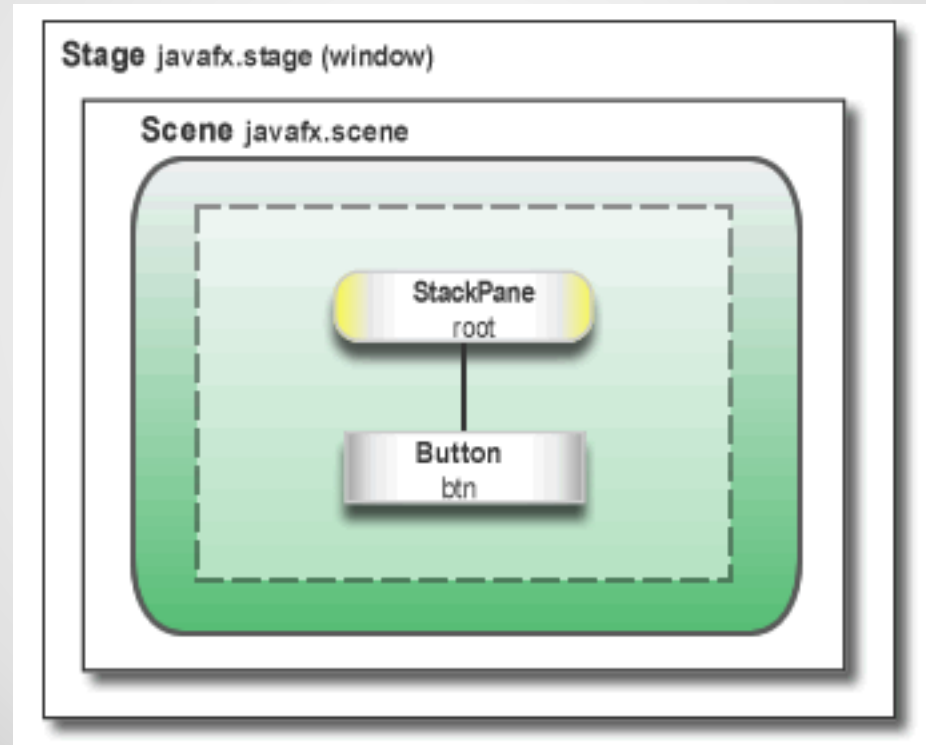 Stage javafx.stage (window)
Scene javafx.scene
StackPane
root
Button
btn